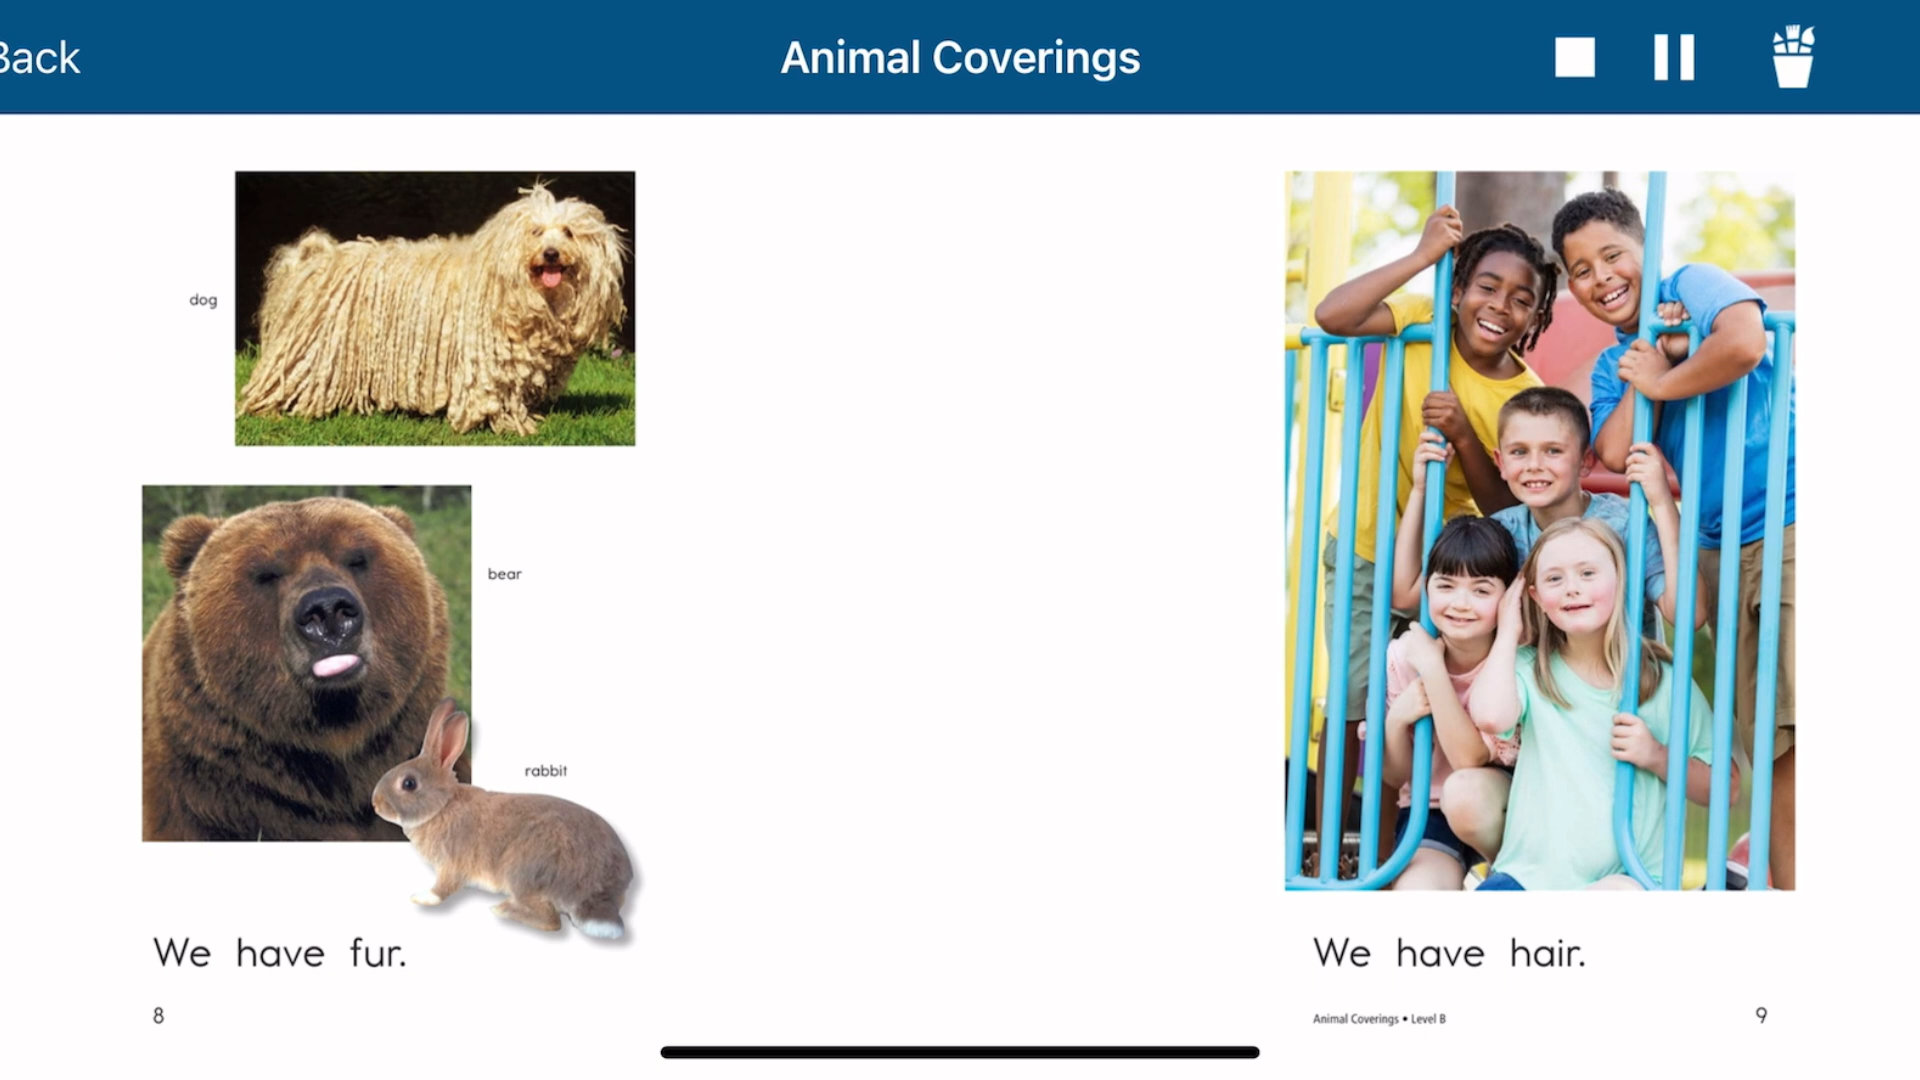 Back
Animal Coverings
dog
bear
rabbit
We have fur.
8
We have hair.
Animal Coverings • Level B
9